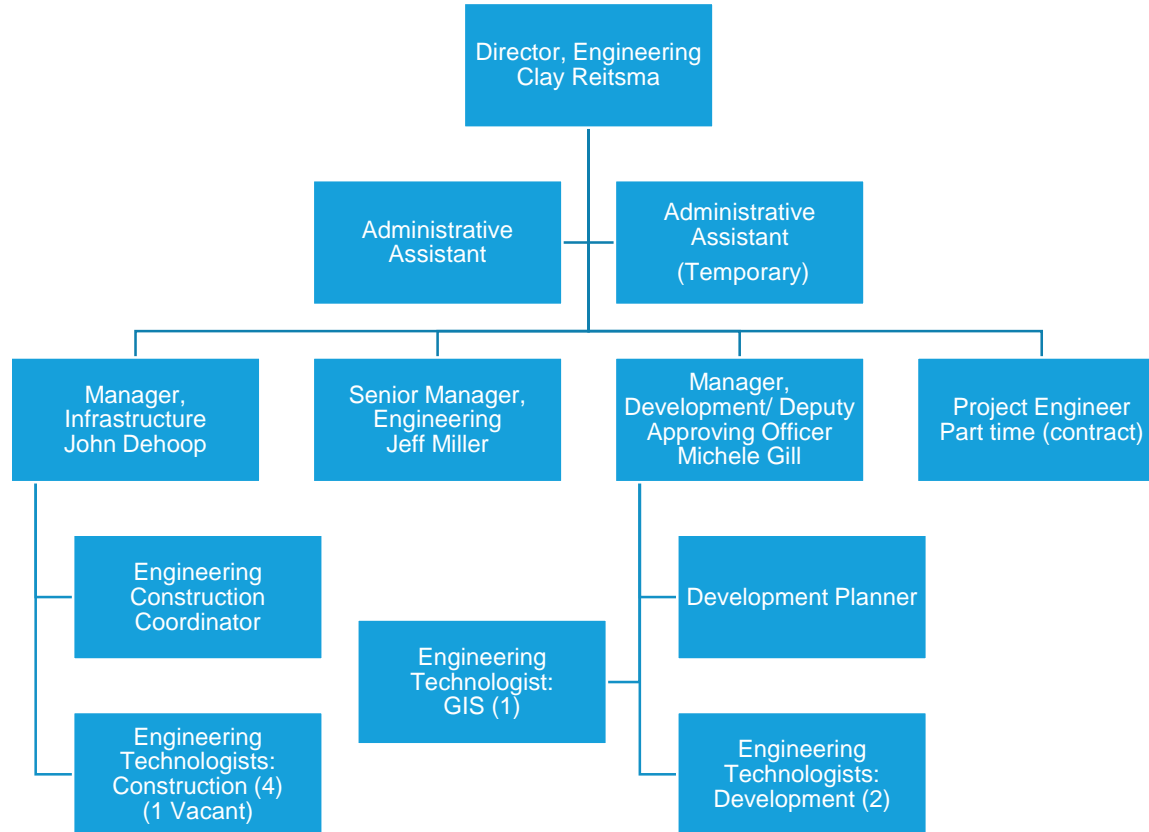 Director, Engineering
Clay Reitsma
Administrative
Assistant
Administrative
Assistant
(Temporary)
Manager,
Infrastructure
John Dehoop
Senior Manager,
Engineering
Jeff Miller
Manager,
Development/ Deputy
Approving Officer
Michele Gill
Project Engineer
Part time (contract)
Engineering
Construction
Coordinator
Development Planner
Engineering
Technologist:
GIS (1)
Engineering
Technologists:
Construction (4)
(1 Vacant)
Engineering
Technologists:
Development (2)